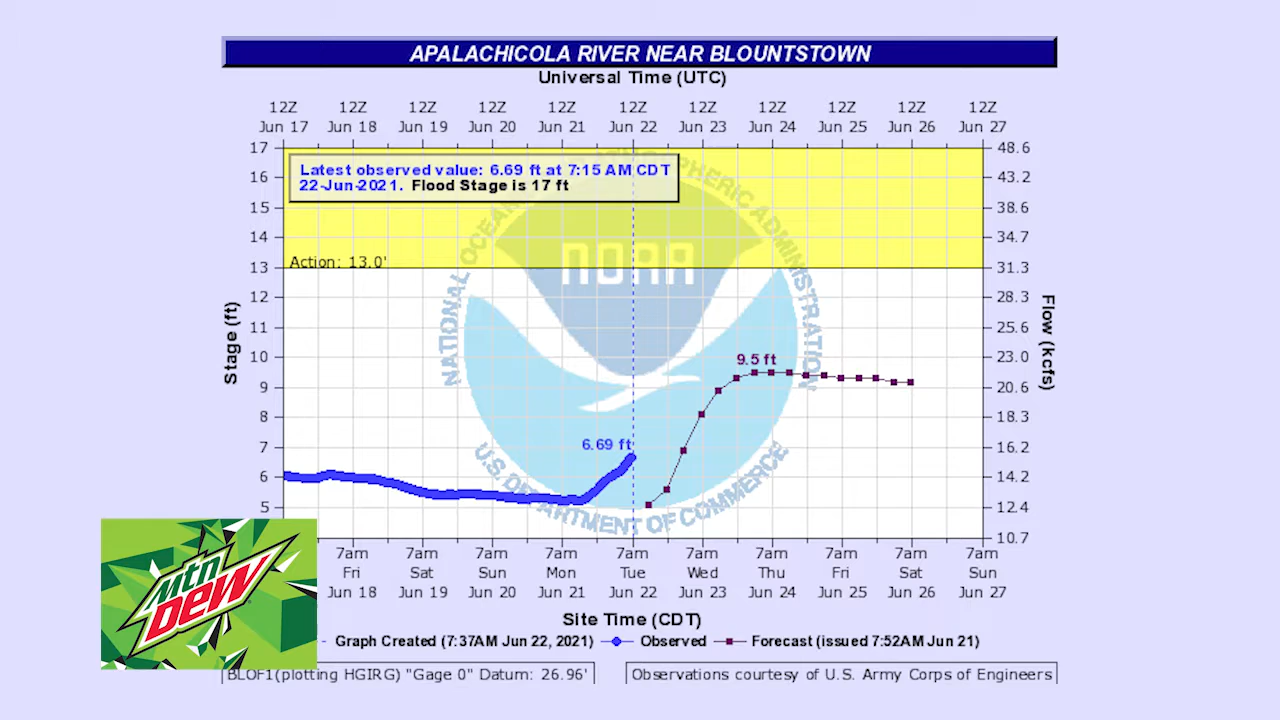 APALACHICOLA RIVER NEAR BLOUNTSTOWN
Universal Time (UTC)
12Z 12Z 12Z 12Z 12Z 12Z 12Z 12Z 12Z 12Z 12Z
Jun 17 Jun 18 Jun 19 Jun 20 Jun 21 Jun 22 Jun 23 Jun 24 Jun 25 Jun 26 Jun 27
17 48.6
Latest observed value: 6.69 ft at 7:15 AM CDT
16 43.2
22-Jun-2021. Flood Stage is 17 ft
15 38.6
14 34.7
NOAA
Action: 13.0'
13 31.3
12 28.3
11 25.6
10 23.0
9.5 ft
9 20.6
8 18.3
7 16.2
6.69 ft
6 14.2
5 12.4
10.7
Stage (ft)
Flow (kcfs)
NATIONAL OCEANIC AND ATMOSPHERIC ADMINISTRATION
U.S. DEPARTMENT OF COMMERCE
7am 7am 7am 7am 7am 7am 7am 7am 7am 7am
Fri Sat Sun Mon Tue Wed Thu Fri Sat Sun
Jun 18 Jun 19 Jun 20 Jun 21 Jun 22 Jun 23 Jun 24 Jun 25 Jun 26 Jun 27
Site Time (CDT)
Graph Created (7:37AM Jun 22, 2021) Observed Forecast (issued 7:52AM Jun 21)
BLOF1(plotting HGIRG) "Gage 0" Datum: 26.96'
Observations courtesy of U.S. Army Corps of Engineers
mtn
DEW